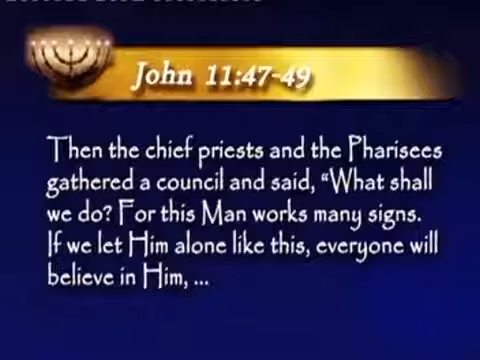 John 11:47-49
Then the chief priests and the Pharisees
gathered a council and said, “What shall
we do? For this Man works many signs.
If we let Him alone like this, everyone will
believe in Him, ...